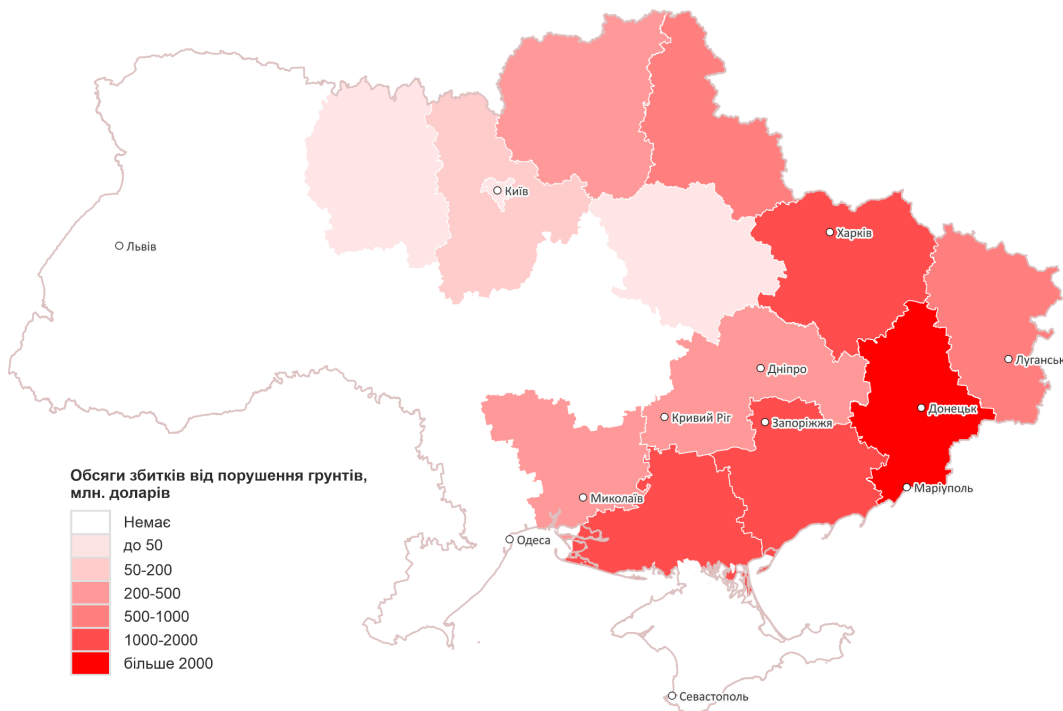 Київ
Львів
Харків
Луганськ
Дніпро
Донецьк
Кривий Ріг
Запоріжжя
Обсяги збитків від порушення грунтів,
млн. доларів
Маріуполь
Миколаїв
Немає
Одеса
до 50
50-200
200-500
500-1000
1000-2000
більше 2000
Севастополь